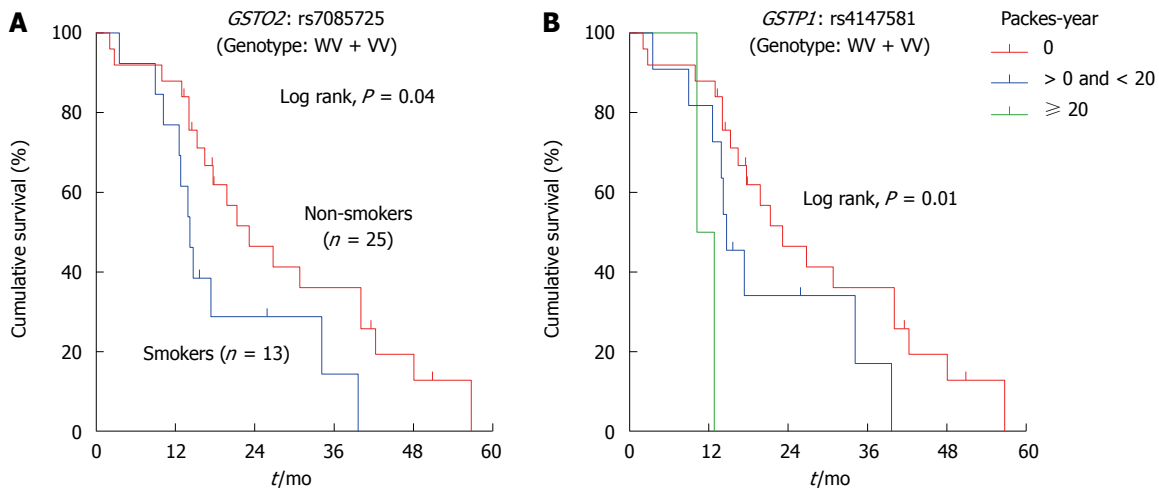 A
GSTO2: rs7085725
(Genotype: WV + VV)
Log rank, P = 0.04
Non-smokers
(n = 25)
Smokers (n = 13)
Cumulative survival (%)
100
80
60
40
20
0
0 12 24 36 48 60
t/mo
B
GSTP1: rs4147581
(Genotype: WV + VV)
Log rank, P = 0.01
Cumulative survival (%)
100
80
60
40
20
0
0 12 24 36 48 60
t/mo
Packes-year
0
> 0 and < 20
⩾ 20